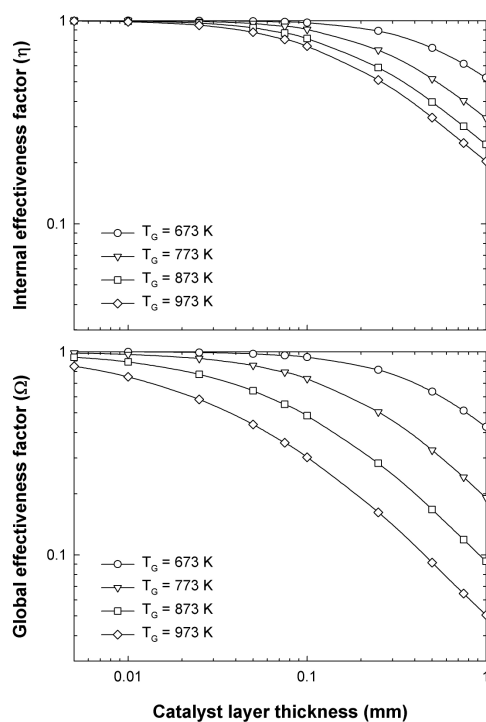 1
0.1
Internal effectiveness factor (η)
T_G = 673 K
T_G = 773 K
T_G = 873 K
T_G = 973 K
1
0.1
Global effectiveness factor (Ω)
T_G = 673 K
T_G = 773 K
T_G = 873 K
T_G = 973 K
0.01 0.1 1
Catalyst layer thickness (mm)